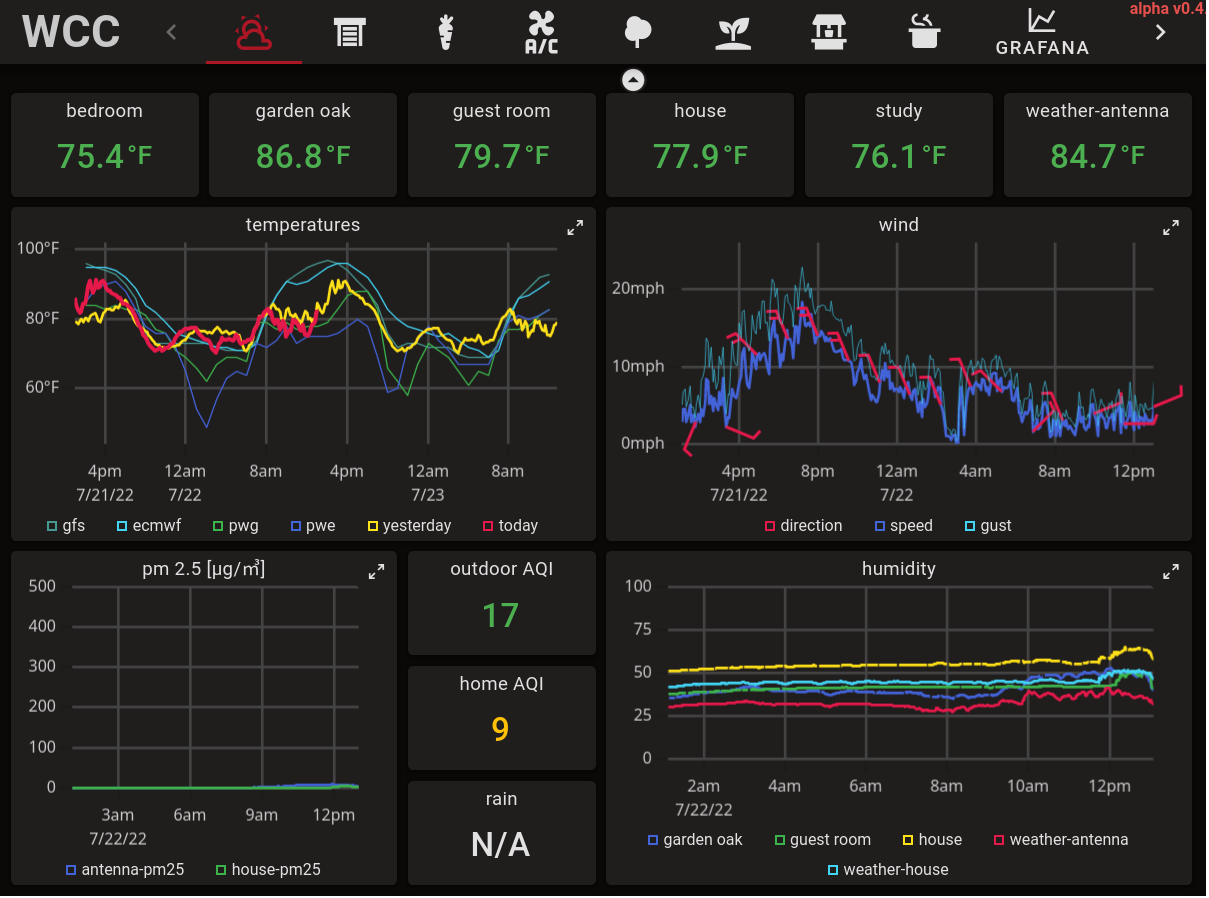 WCC
alpha v0.4
A/C
GRAFANA
bedroom
75.4°F
garden oak
86.8°F
guest room
79.7°F
house
77.9°F
study
76.1°F
weather-antenna
84.7°F
temperatures
100°F
80°F
60°F
4pm 12am 8am 4pm 12am 8am
7/21/22 7/22 7/23
gfs ecmwf pwg pwe yesterday today
wind
20mph
10mph
0mph
4pm 8pm 12am 4am 8am 12pm
7/21/22 7/22
direction speed gust
pm 2.5 [μg/㎥]
500
400
300
200
100
0
3am 6am 9am 12pm
7/22/22
antenna-pm25 house-pm25
outdoor AQI
17
home AQI
9
rain
N/A
humidity
100
75
50
25
0
2am 4am 6am 8am 10am 12pm
7/22/22
garden oak guest room house weather-antenna
weather-house